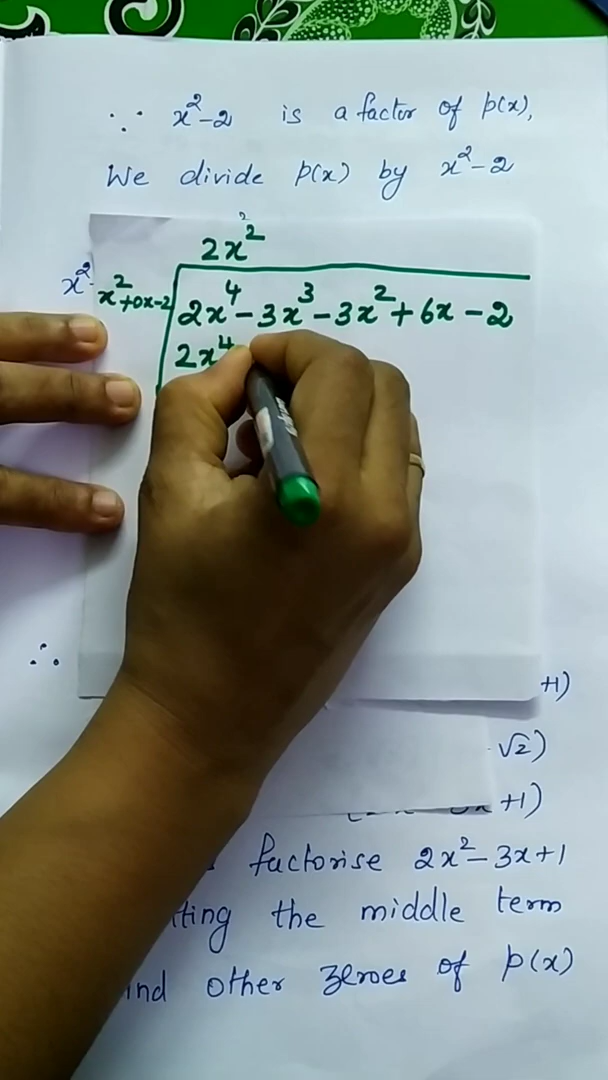 ∵ x²-2 is a factor of p(x),
We divide p(x) by x²-2
2x²
x²+0x-2
2x⁴-3x³-3x²+6x-2
2x⁴
x²
∴
+1)
√2)
+1)
factorise 2x²-3x+1
the middle term
other zeroes of p(x)